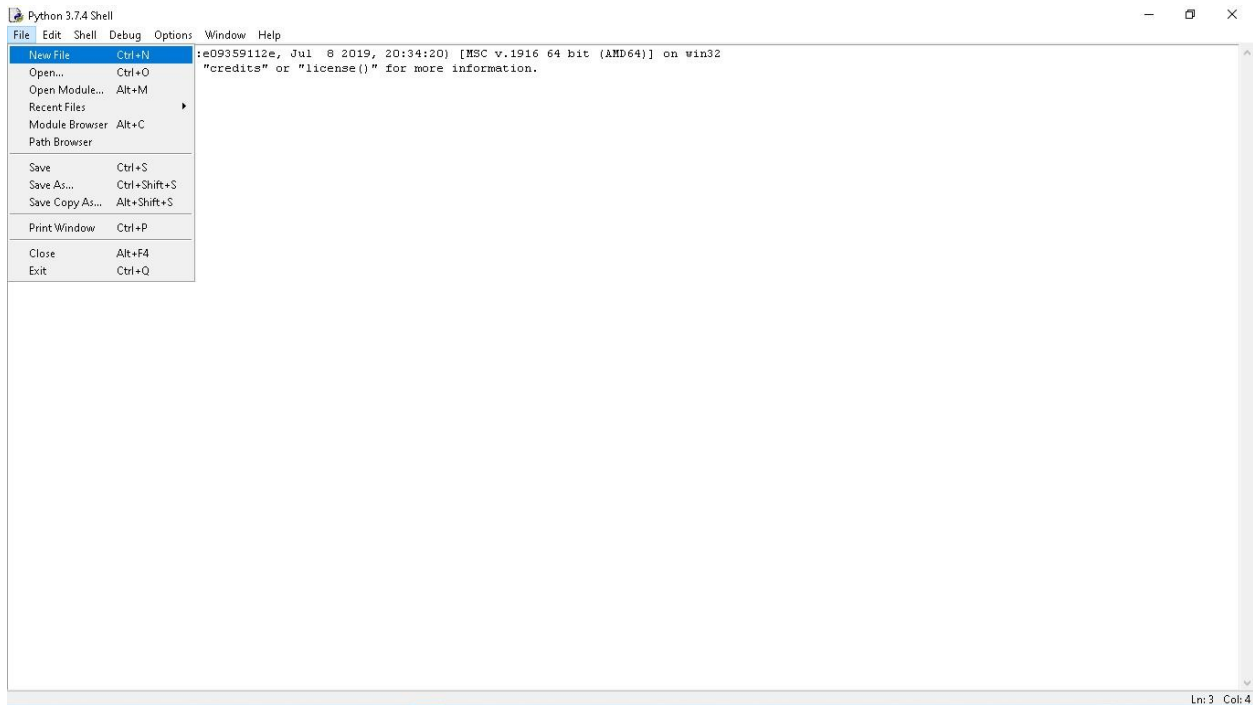 Python 3.7.4 Shell
File Edit Shell Debug Options Window Help
:e09359112e, Jul  8 2019, 20:34:20) [MSC v.1916 64 bit (AMD64)] on win32
"credits" or "license()" for more information.
New File Ctrl+N
Open... Ctrl+O
Open Module... Alt+M
Recent Files
Module Browser Alt+C
Path Browser
Save Ctrl+S
Save As... Ctrl+Shift+S
Save Copy As... Alt+Shift+S
Print Window Ctrl+P
Close Alt+F4
Exit Ctrl+Q
Ln: 3 Col: 4